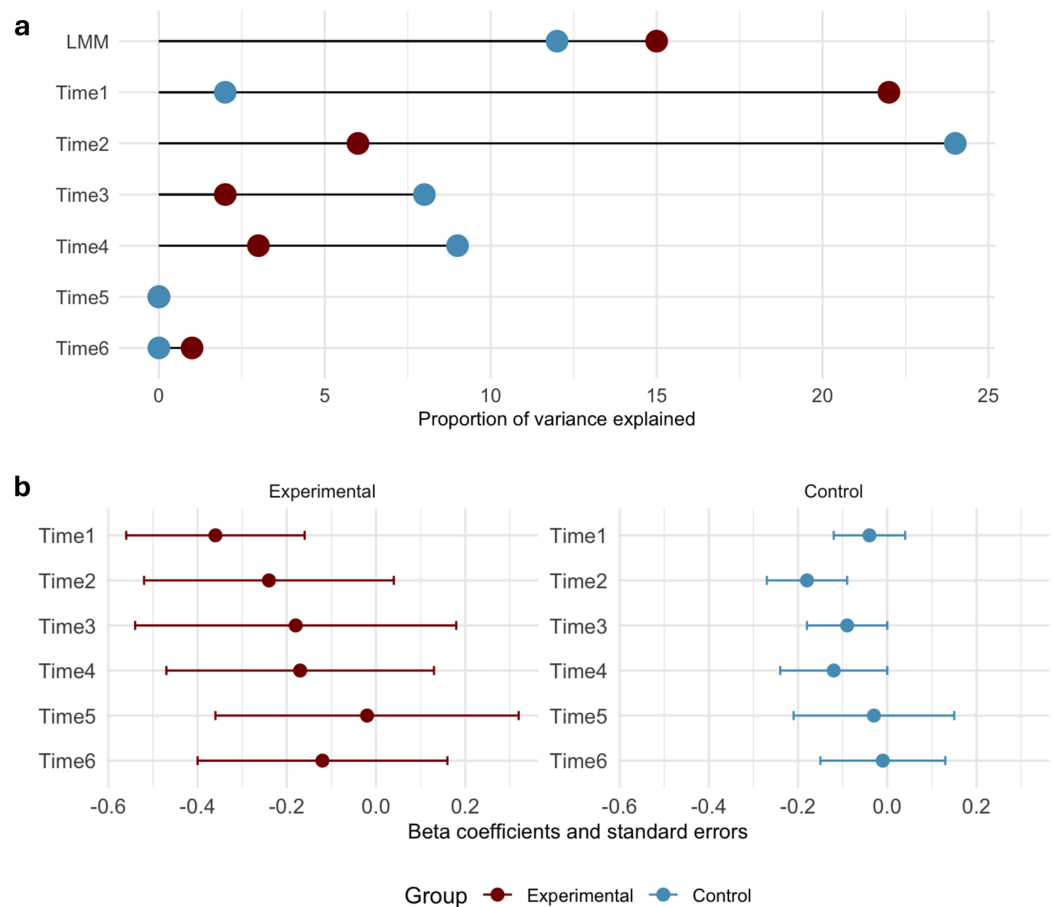 a
LMM
Time1
Time2
Time3
Time4
Time5
Time6
0 5 10 15 20 25
Proportion of variance explained
b
Experimental Control
Time1 Time1
Time2 Time2
Time3 Time3
Time4 Time4
Time5 Time5
Time6 Time6
-0.6 -0.4 -0.2 0.0 0.2 -0.6 -0.4 -0.2 0.0 0.2
Beta coefficients and standard errors
Group Experimental Control